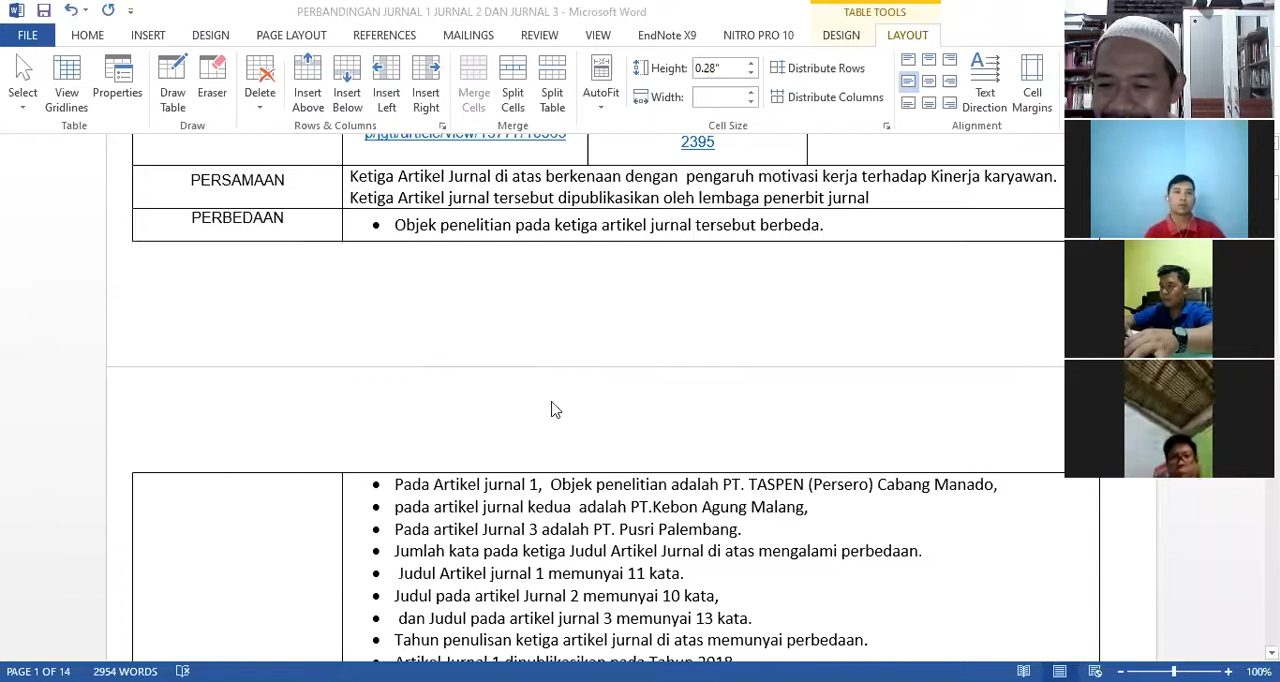 PERBANDINGAN JURNAL 1 JURNAL 2 DAN JURNAL 3 - Microsoft Word
TABLE TOOLS
FILE HOME INSERT DESIGN PAGE LAYOUT REFERENCES MAILINGS REVIEW VIEW EndNote X9 NITRO PRO 10 DESIGN LAYOUT
Select View Gridlines Properties Draw Table Eraser Delete Insert Above Insert Below Insert Left Insert Right Merge Cells Split Cells Split Table AutoFit Height: 0.28" Width: Distribute Rows Distribute Columns Text Direction Cell Margins
Table Draw Rows & Columns Merge Cell Size Alignment
2395
PERSAMAAN
Ketiga Artikel Jurnal di atas berkenaan dengan pengaruh motivasi kerja terhadap Kinerja karyawan.
Ketiga Artikel jurnal tersebut dipublikasikan oleh lembaga penerbit jurnal
PERBEDAAN
• Objek penelitian pada ketiga artikel jurnal tersebut berbeda.
• Pada Artikel jurnal 1, Objek penelitian adalah PT. TASPEN (Persero) Cabang Manado,
• pada artikel jurnal kedua adalah PT.Kebon Agung Malang,
• Pada artikel Jurnal 3 adalah PT. Pusri Palembang.
• Jumlah kata pada ketiga Judul Artikel Jurnal di atas mengalami perbedaan.
• Judul Artikel jurnal 1 memunyai 11 kata.
• Judul pada artikel Jurnal 2 memunyai 10 kata,
• dan Judul pada artikel jurnal 3 memunyai 13 kata.
• Tahun penulisan ketiga artikel jurnal di atas memunyai perbedaan.
• Artikel Jurnal 1 dipublikasikan pada Tahun 2018
PAGE 1 OF 14 2954 WORDS 100%